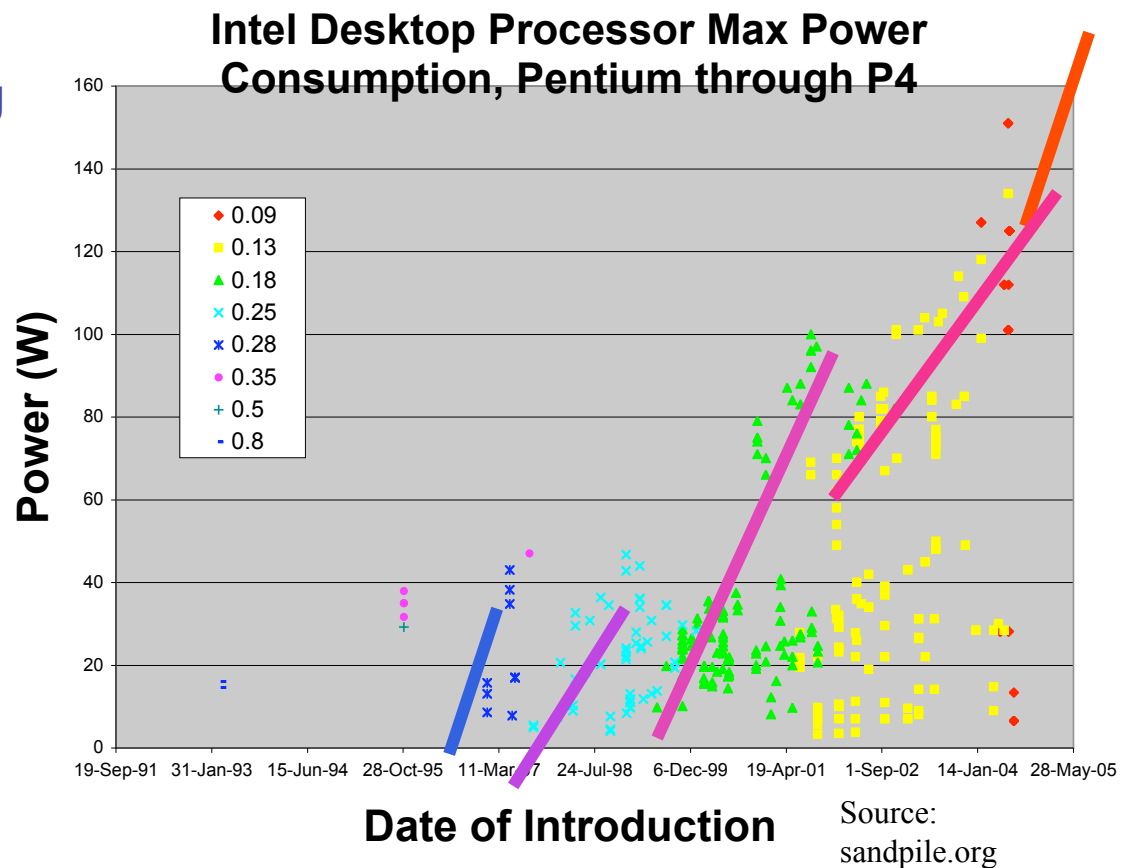 Intel Desktop Processor Max Power
Consumption, Pentium through P4
160
140
120
100
80
60
40
20
0
Power (W)
0.09
0.13
0.18
0.25
0.28
0.35
0.5
0.8
19-Sep-91 31-Jan-93 15-Jun-94 28-Oct-95 11-Mar-97 24-Jul-98 6-Dec-99 19-Apr-01 1-Sep-02 14-Jan-04 28-May-05
Date of Introduction
Source:
sandpile.org